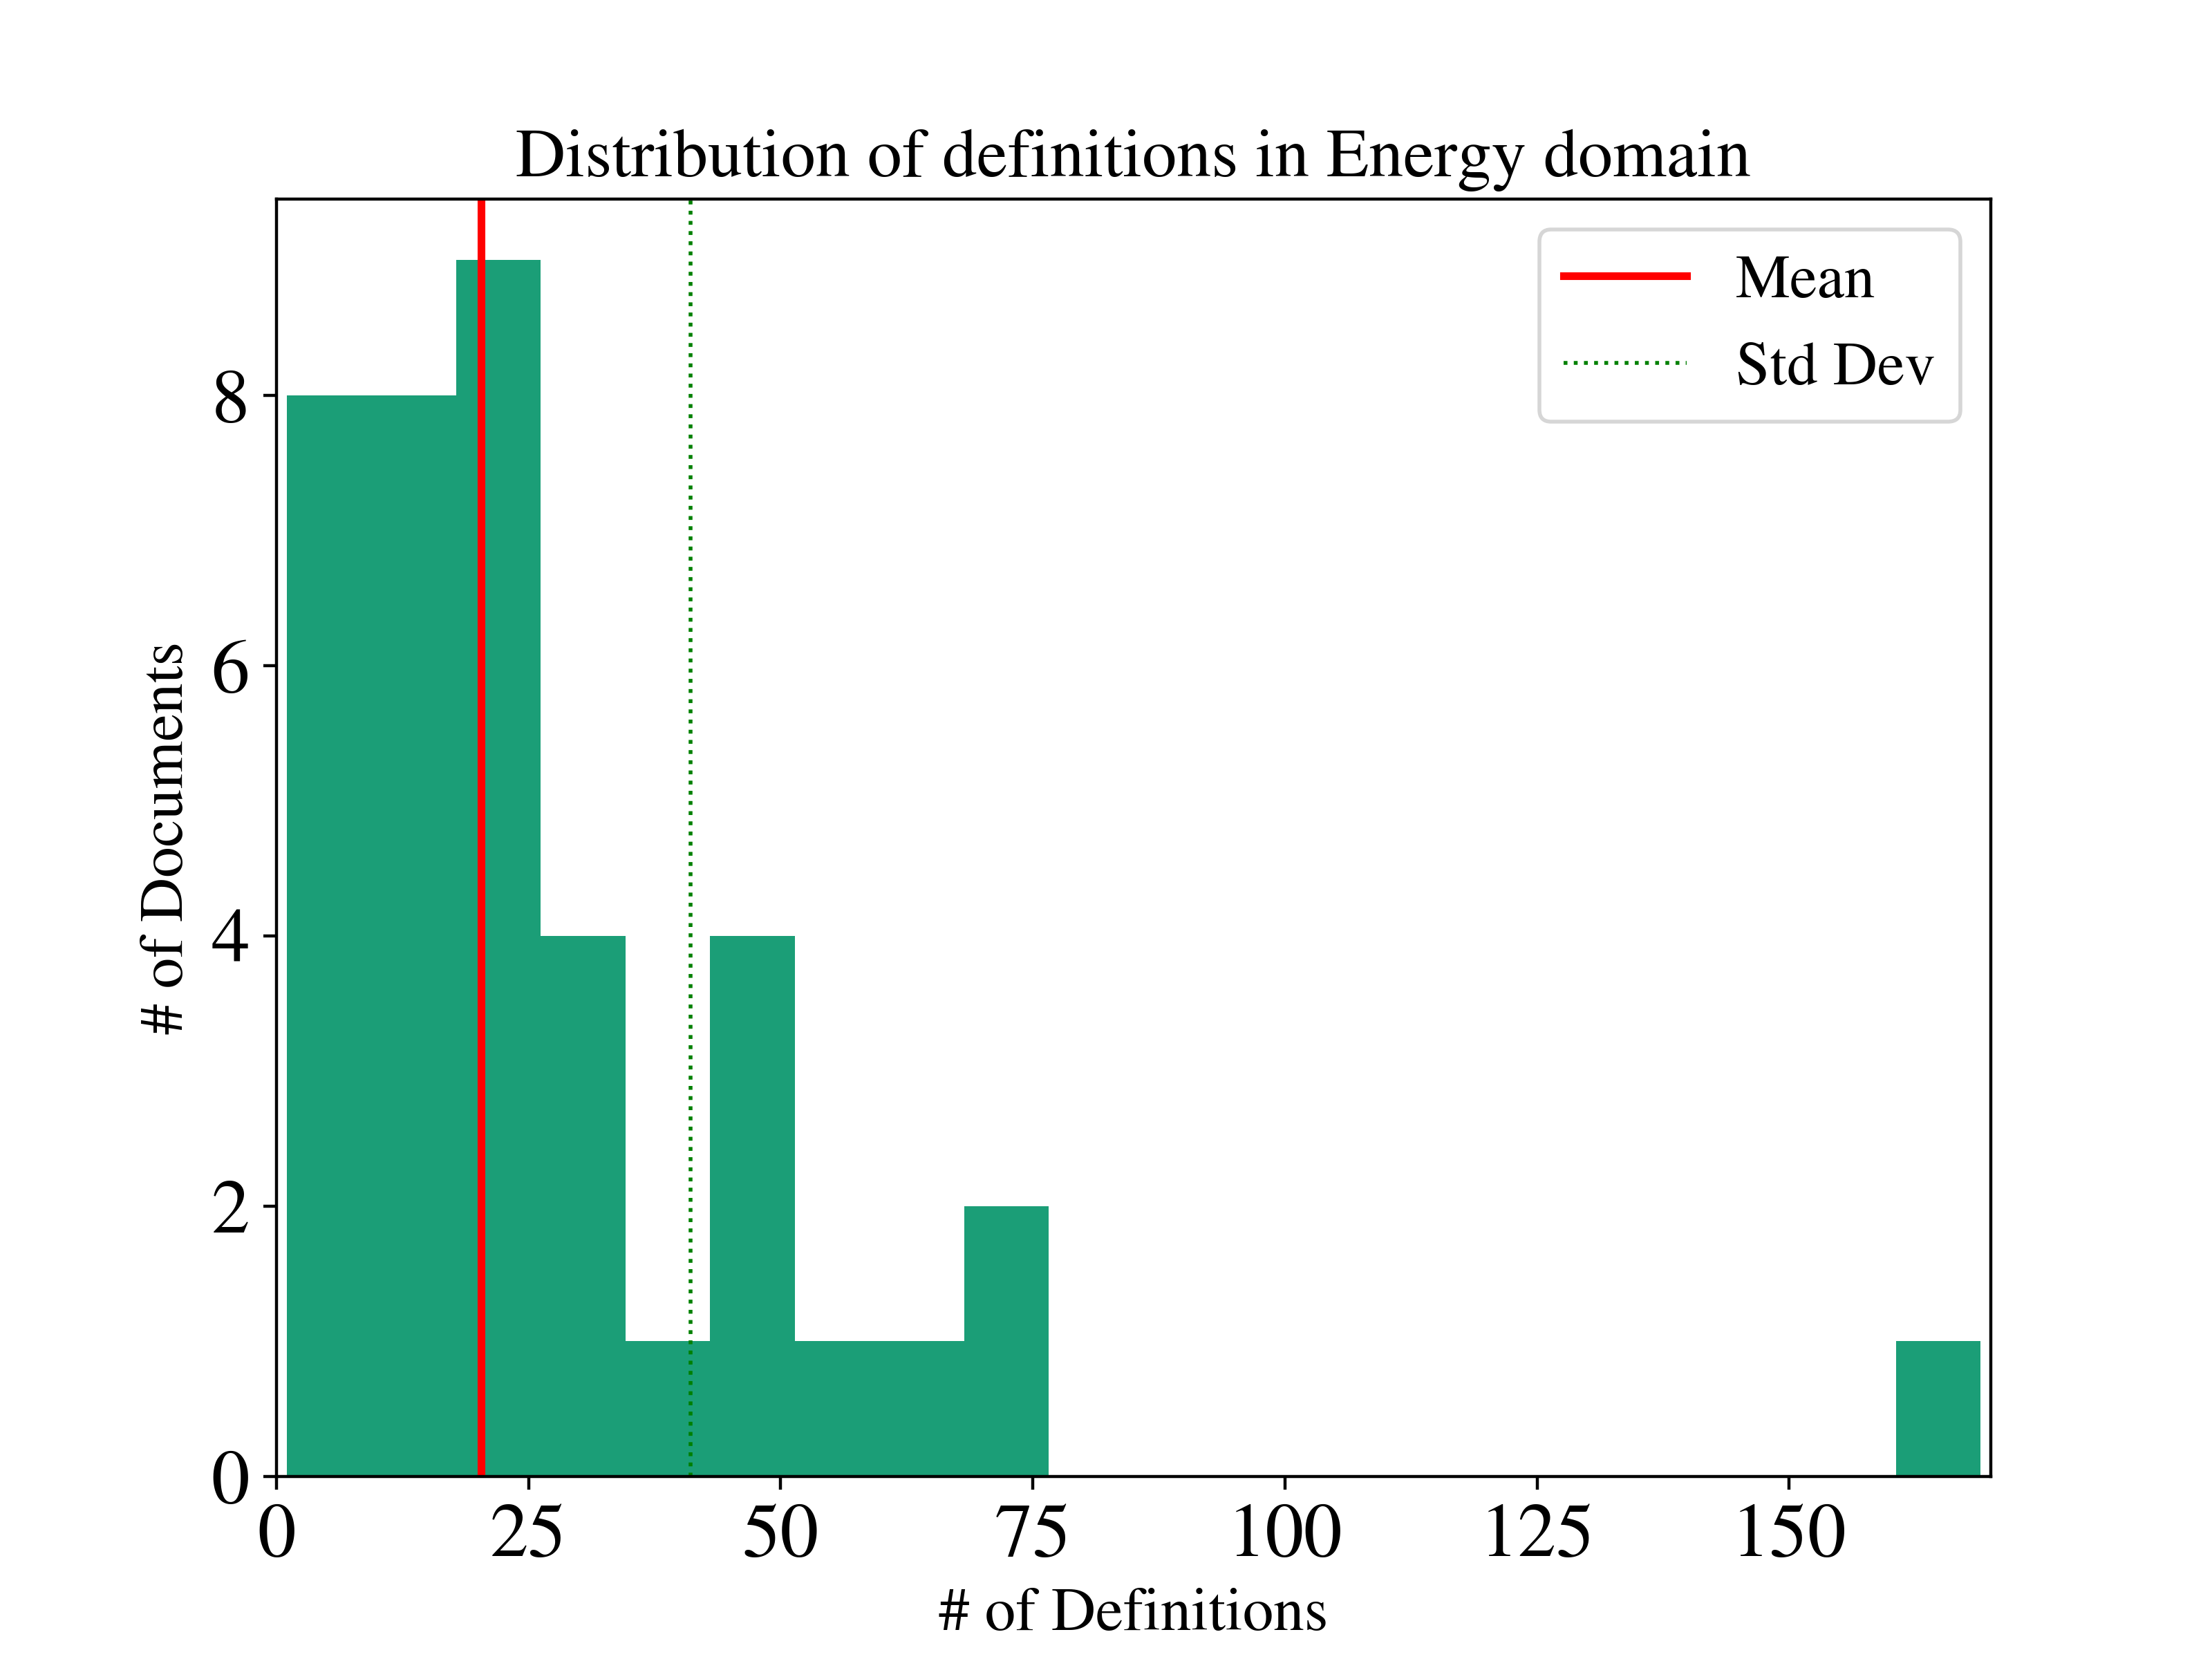 Distribution of definitions in Energy domain
Mean
Std Dev
# of Documents
8
6
4
2
0
0 25 50 75 100 125 150
# of Definitions